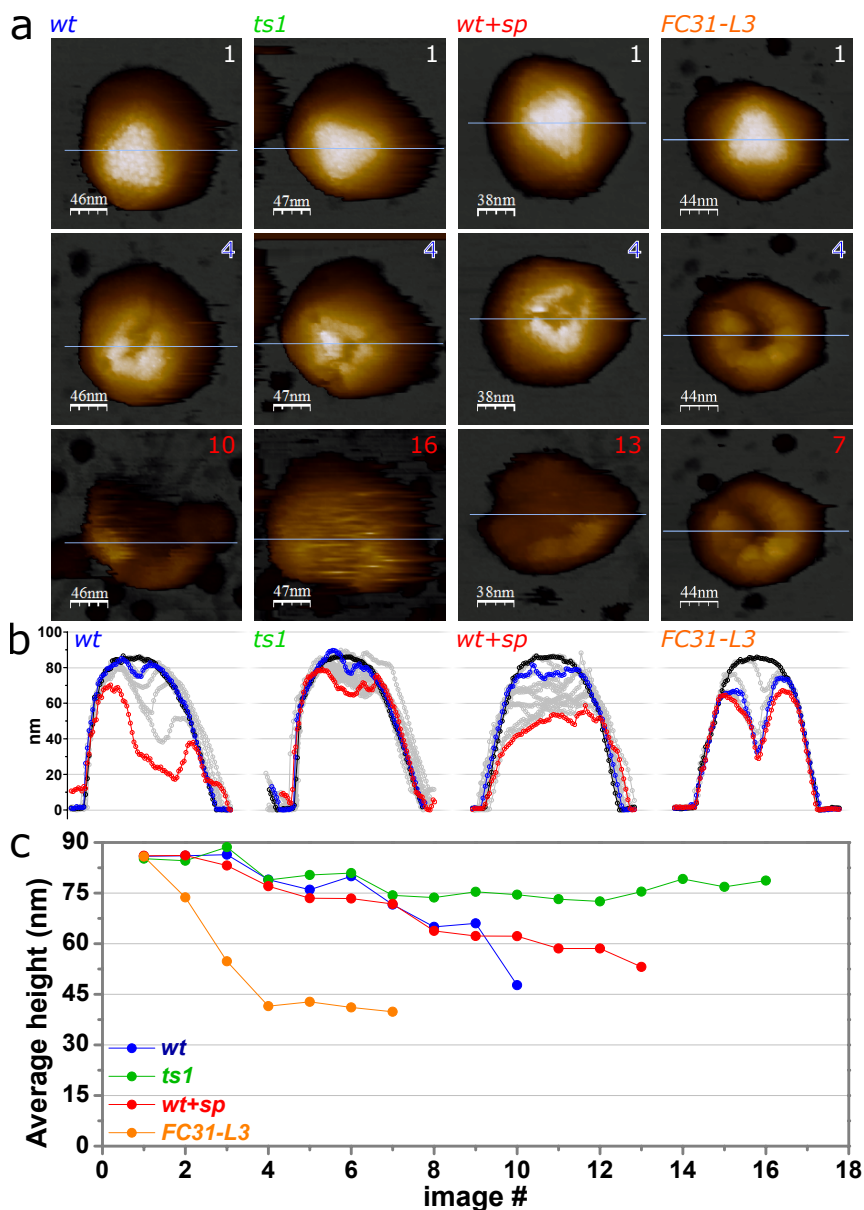 a wt ts1 wt+sp FC31-L3
1 1 1 1
46nm 47nm 38nm 44nm
4 4 4 4
46nm 47nm 38nm 44nm
10 16 13 7
46nm 47nm 38nm 44nm
b wt ts1 wt+sp FC31-L3
100
80
60
nm
40
20
0
c
90
75
60
45
30
15
0
Average height (nm)
wt
ts1
wt+sp
FC31-L3
0 2 4 6 8 10 12 14 16 18
image #